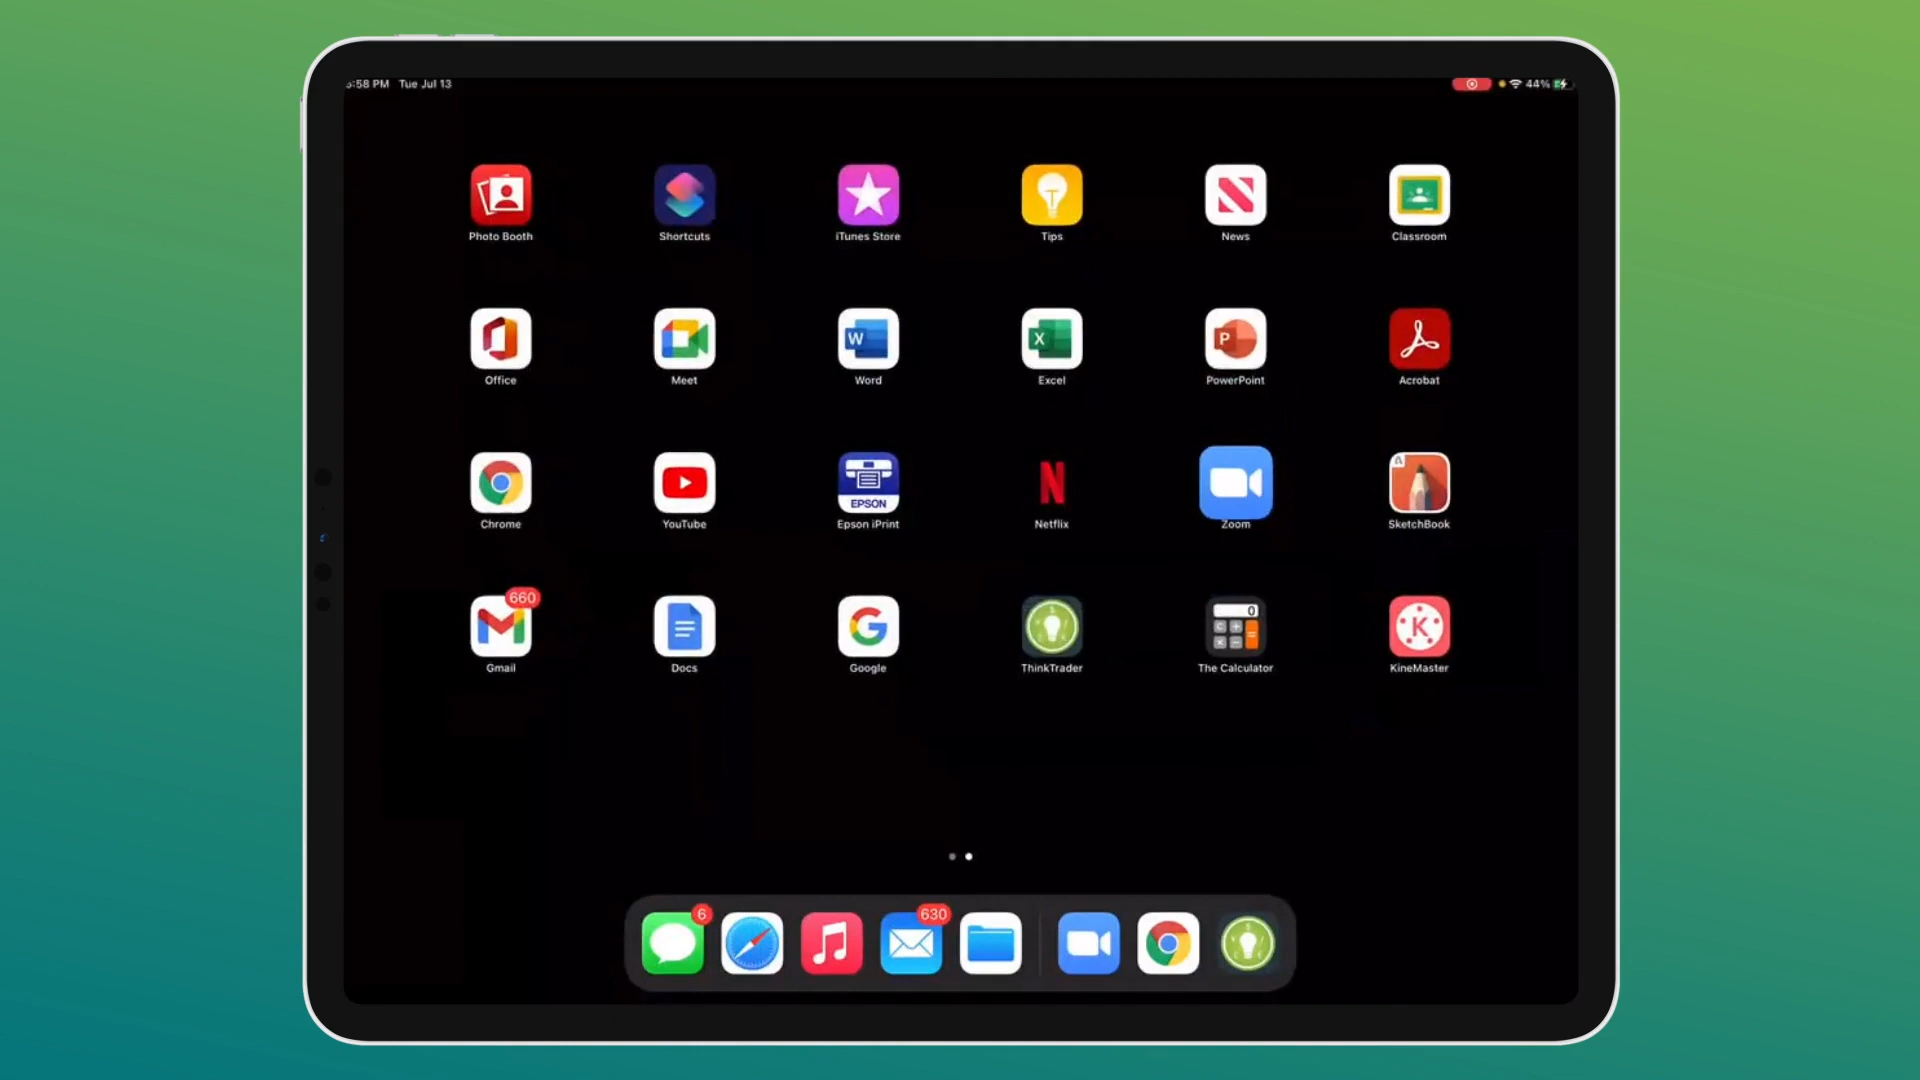 :58 PM Tue Jul 13 44%
Photo Booth Shortcuts iTunes Store Tips News Classroom
W X P
Office Meet Word Excel PowerPoint Acrobat
EPSON N A
Chrome YouTube Epson iPrint Netflix Zoom SketchBook
660 G 0 K
Gmail Docs Google ThinkTrader The Calculator KineMaster
6 630